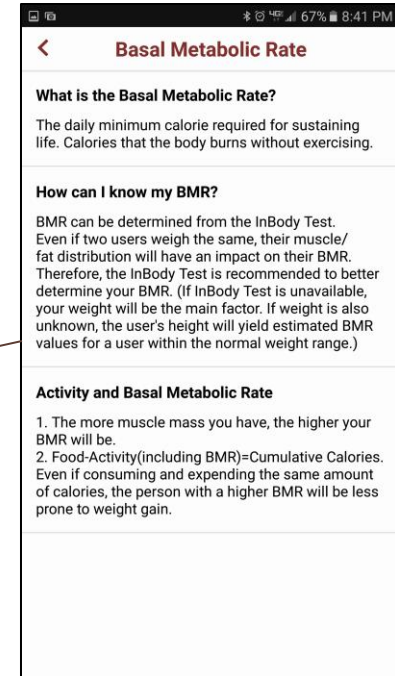 67% 8:41 PM
Basal Metabolic Rate
What is the Basal Metabolic Rate?
The daily minimum calorie required for sustaining
life. Calories that the body burns without exercising.
How can I know my BMR?
BMR can be determined from the InBody Test.
Even if two users weigh the same, their muscle/
fat distribution will have an impact on their BMR.
Therefore, the InBody Test is recommended to better
determine your BMR. (If InBody Test is unavailable,
your weight will be the main factor. If weight is also
unknown, the user's height will yield estimated BMR
values for a user within the normal weight range.)
Activity and Basal Metabolic Rate
1. The more muscle mass you have, the higher your
BMR will be.
2. Food-Activity(including BMR)=Cumulative Calories.
Even if consuming and expending the same amount
of calories, the person with a higher BMR will be less
prone to weight gain.